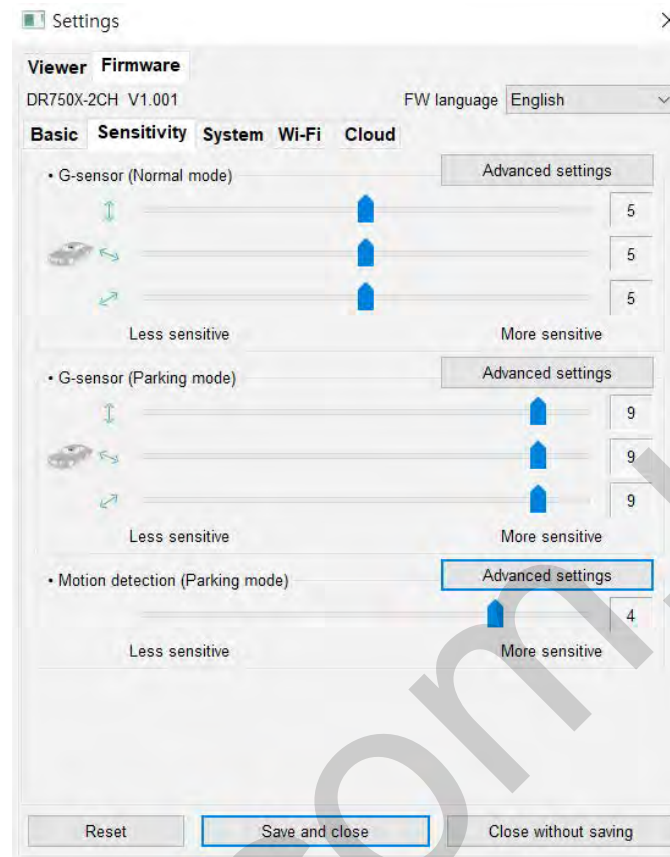 Settings
Viewer Firmware
DR750X-2CH V1.001 FW language English
Basic Sensitivity System Wi-Fi Cloud
• G-sensor (Normal mode) Advanced settings
5
5
5
Less sensitive More sensitive
• G-sensor (Parking mode) Advanced settings
9
9
9
Less sensitive More sensitive
• Motion detection (Parking mode) Advanced settings
4
Less sensitive More sensitive
com
Reset Save and close Close without saving